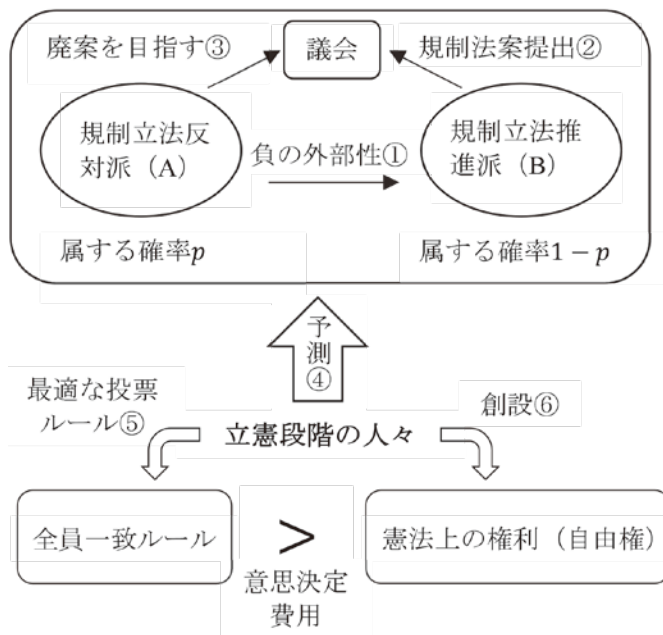 廃案を目指す③
議会
規制法案提出②
規制立法反
対派（A）
負の外部性①
規制立法推
進派（B）
属する確率p
属する確率1 − p
予
測
④
最適な投票
ルール⑤
立憲段階の人々
創設⑥
全員一致ルール
>
憲法上の権利（自由権）
意思決定
費用